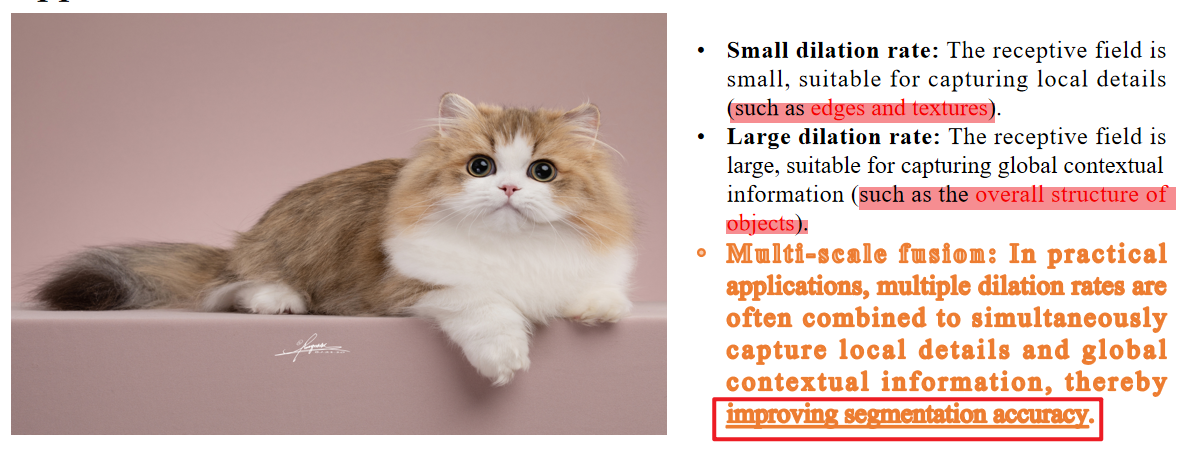 • Small dilation rate: The receptive field is
small, suitable for capturing local details
(such as edges and textures).
• Large dilation rate: The receptive field is
large, suitable for capturing global contextual
information (such as the overall structure of
objects).
Multi-scale fusion: In practical
applications, multiple dilation rates are
often combined to simultaneously
capture local details and global
contextual information, thereby
improving segmentation accuracy.